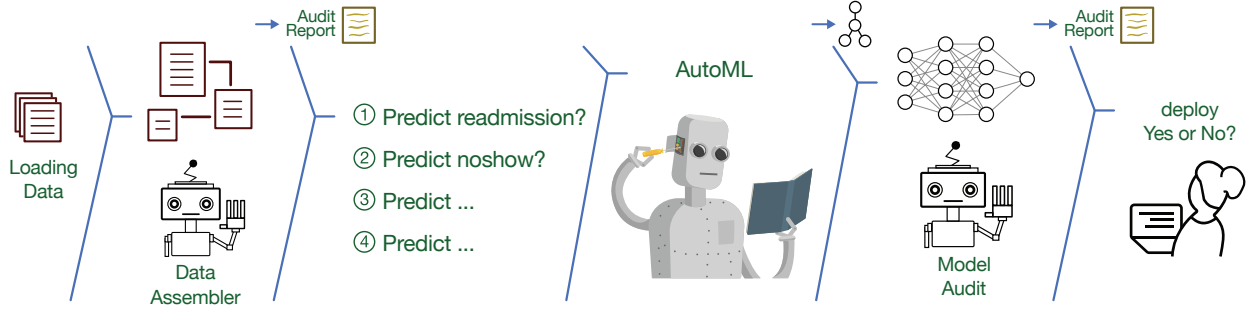 Loading
Data
Data
Assembler
Audit
Report
① Predict readmission?
② Predict noshow?
③ Predict ...
④ Predict ...
AutoML
Model
Audit
Audit
Report
deploy
Yes or No?